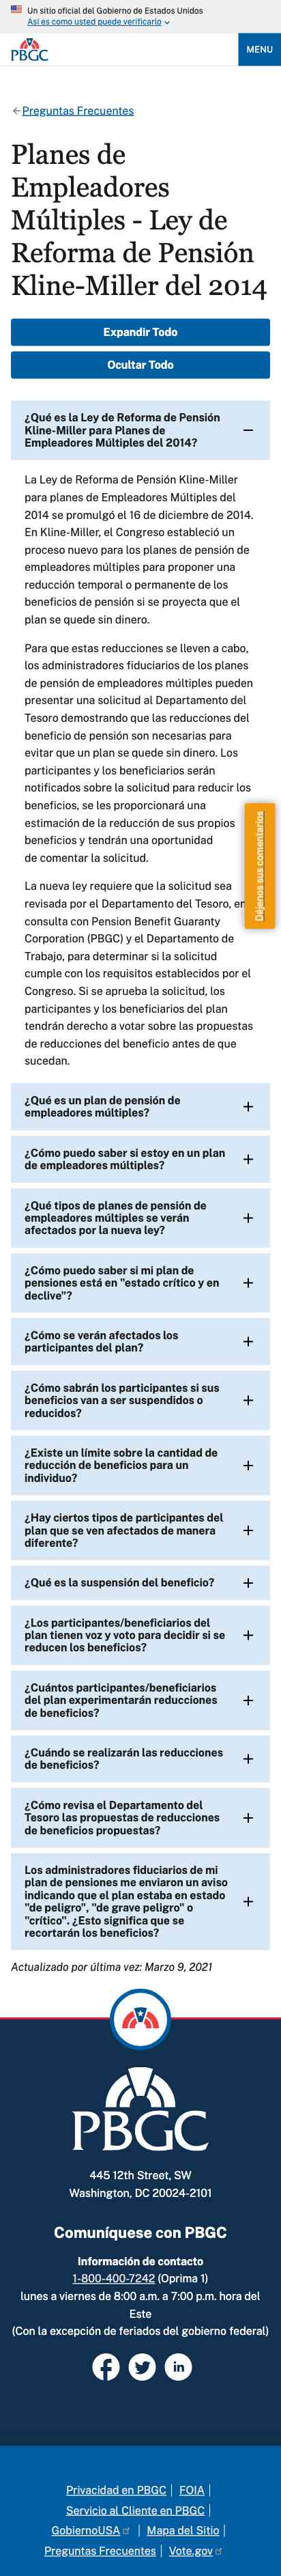 Un sitio oficial del Gobierno de Estados Unidos
Así es como usted puede verificarlo
PBGC
MENU
Preguntas Frecuentes
Planes de
Empleadores
Múltiples - Ley de
Reforma de Pensión
Kline-Miller del 2014
Expandir Todo
Ocultar Todo
¿Qué es la Ley de Reforma de Pensión
Kline-Miller para Planes de
Empleadores Múltiples del 2014?
La Ley de Reforma de Pensión Kline-Miller
para planes de Empleadores Múltiples del
2014 se promulgó el 16 de diciembre de 2014.
En Kline-Miller, el Congreso estableció un
proceso nuevo para los planes de pensión de
empleadores múltiples para proponer una
reducción temporal o permanente de los
beneficios de pensión si se proyecta que el
plan se quede sin dinero.
Para que estas reducciones se lleven a cabo,
los administradores fiduciarios de los planes
de pensión de empleadores múltiples pueden
presentar una solicitud al Departamento del
Tesoro demostrando que las reducciones del
beneficio de pensión son necesarias para
evitar que un plan se quede sin dinero. Los
participantes y los beneficiarios serán
notificados sobre la solicitud para reducir los
beneficios, se les proporcionará una
estimación de la reducción de sus propios
beneficios y tendrán una oportunidad
de comentar la solicitud.
La nueva ley requiere que la solicitud sea
revisada por el Departamento del Tesoro, en
consulta con Pension Benefit Guaranty
Corporation (PBGC) y el Departamento de
Trabajo, para determinar si la solicitud
cumple con los requisitos establecidos por el
Congreso. Si se aprueba la solicitud, los
participantes y los beneficiarios del plan
tendrán derecho a votar sobre las propuestas
de reducciones del beneficio antes de que
sucedan.
Déjenos sus comentarios
¿Qué es un plan de pensión de
empleadores múltiples?
¿Cómo puedo saber si estoy en un plan
de empleadores múltiples?
¿Qué tipos de planes de pensión de
empleadores múltiples se verán
afectados por la nueva ley?
¿Cómo puedo saber si mi plan de
pensiones está en "estado crítico y en
declive"?
¿Cómo se verán afectados los
participantes del plan?
¿Cómo sabrán los participantes si sus
beneficios van a ser suspendidos o
reducidos?
¿Existe un límite sobre la cantidad de
reducción de beneficios para un
individuo?
¿Hay ciertos tipos de participantes del
plan que se ven afectados de manera
diferente?
¿Qué es la suspensión del beneficio?
¿Los participantes/beneficiarios del
plan tienen voz y voto para decidir si se
reducen los beneficios?
¿Cuántos participantes/beneficiarios
del plan experimentarán reducciones
de beneficios?
¿Cuándo se realizarán las reducciones
de beneficios?
¿Cómo revisa el Departamento del
Tesoro las propuestas de reducciones
de beneficios propuestas?
Los administradores fiduciarios de mi
plan de pensiones me enviaron un aviso
indicando que el plan estaba en estado
"de peligro", "de grave peligro" o
"crítico". ¿Esto significa que se
recortarán los beneficios?
Actualizado por última vez: Marzo 9, 2021
PBGC
445 12th Street, SW
Washington, DC 20024-2101
Comuníquese con PBGC
Información de contacto
1-800-400-7242 (Oprima 1)
lunes a viernes de 8:00 a.m. a 7:00 p.m. hora del
Este
(Con la excepción de feriados del gobierno federal)
Privacidad en PBGC | FOIA |
Servicio al Cliente en PBGC |
GobiernoUSA | Mapa del Sitio |
Preguntas Frecuentes | Vote.gov